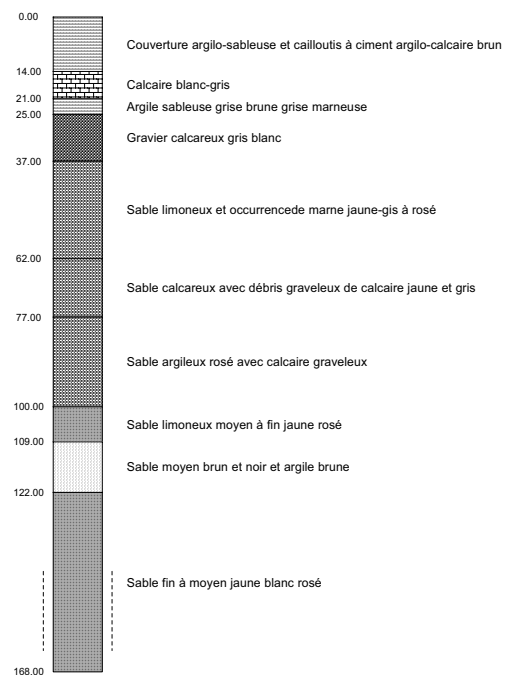 0.00
Couverture argilo-sableuse et cailloutis à ciment argilo-calcaire brun
14.00
Calcaire blanc-gris
21.00
Argile sableuse grise brune grise marneuse
25.00
Gravier calcareux gris blanc
37.00
Sable limoneux et occurrencede marne jaune-gis à rosé
62.00
Sable calcareux avec débris graveleux de calcaire jaune et gris
77.00
Sable argileux rosé avec calcaire graveleux
100.00
Sable limoneux moyen à fin jaune rosé
109.00
Sable moyen brun et noir et argile brune
122.00
Sable fin à moyen jaune blanc rosé
168.00